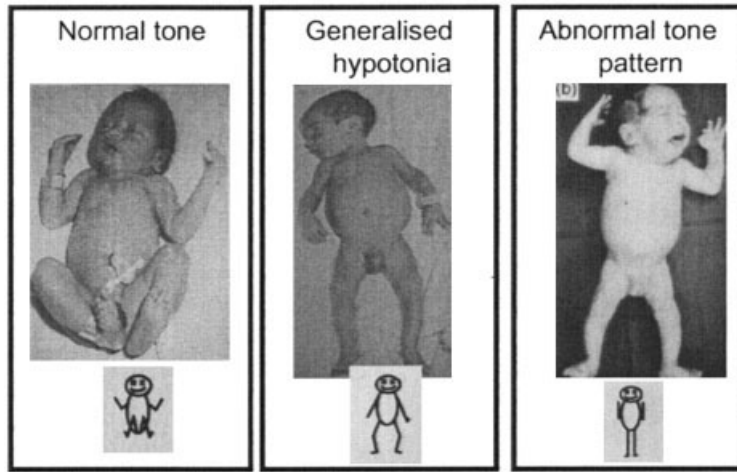 Normal tone
Generalised
hypotonia
Abnormal tone
pattern
(b)